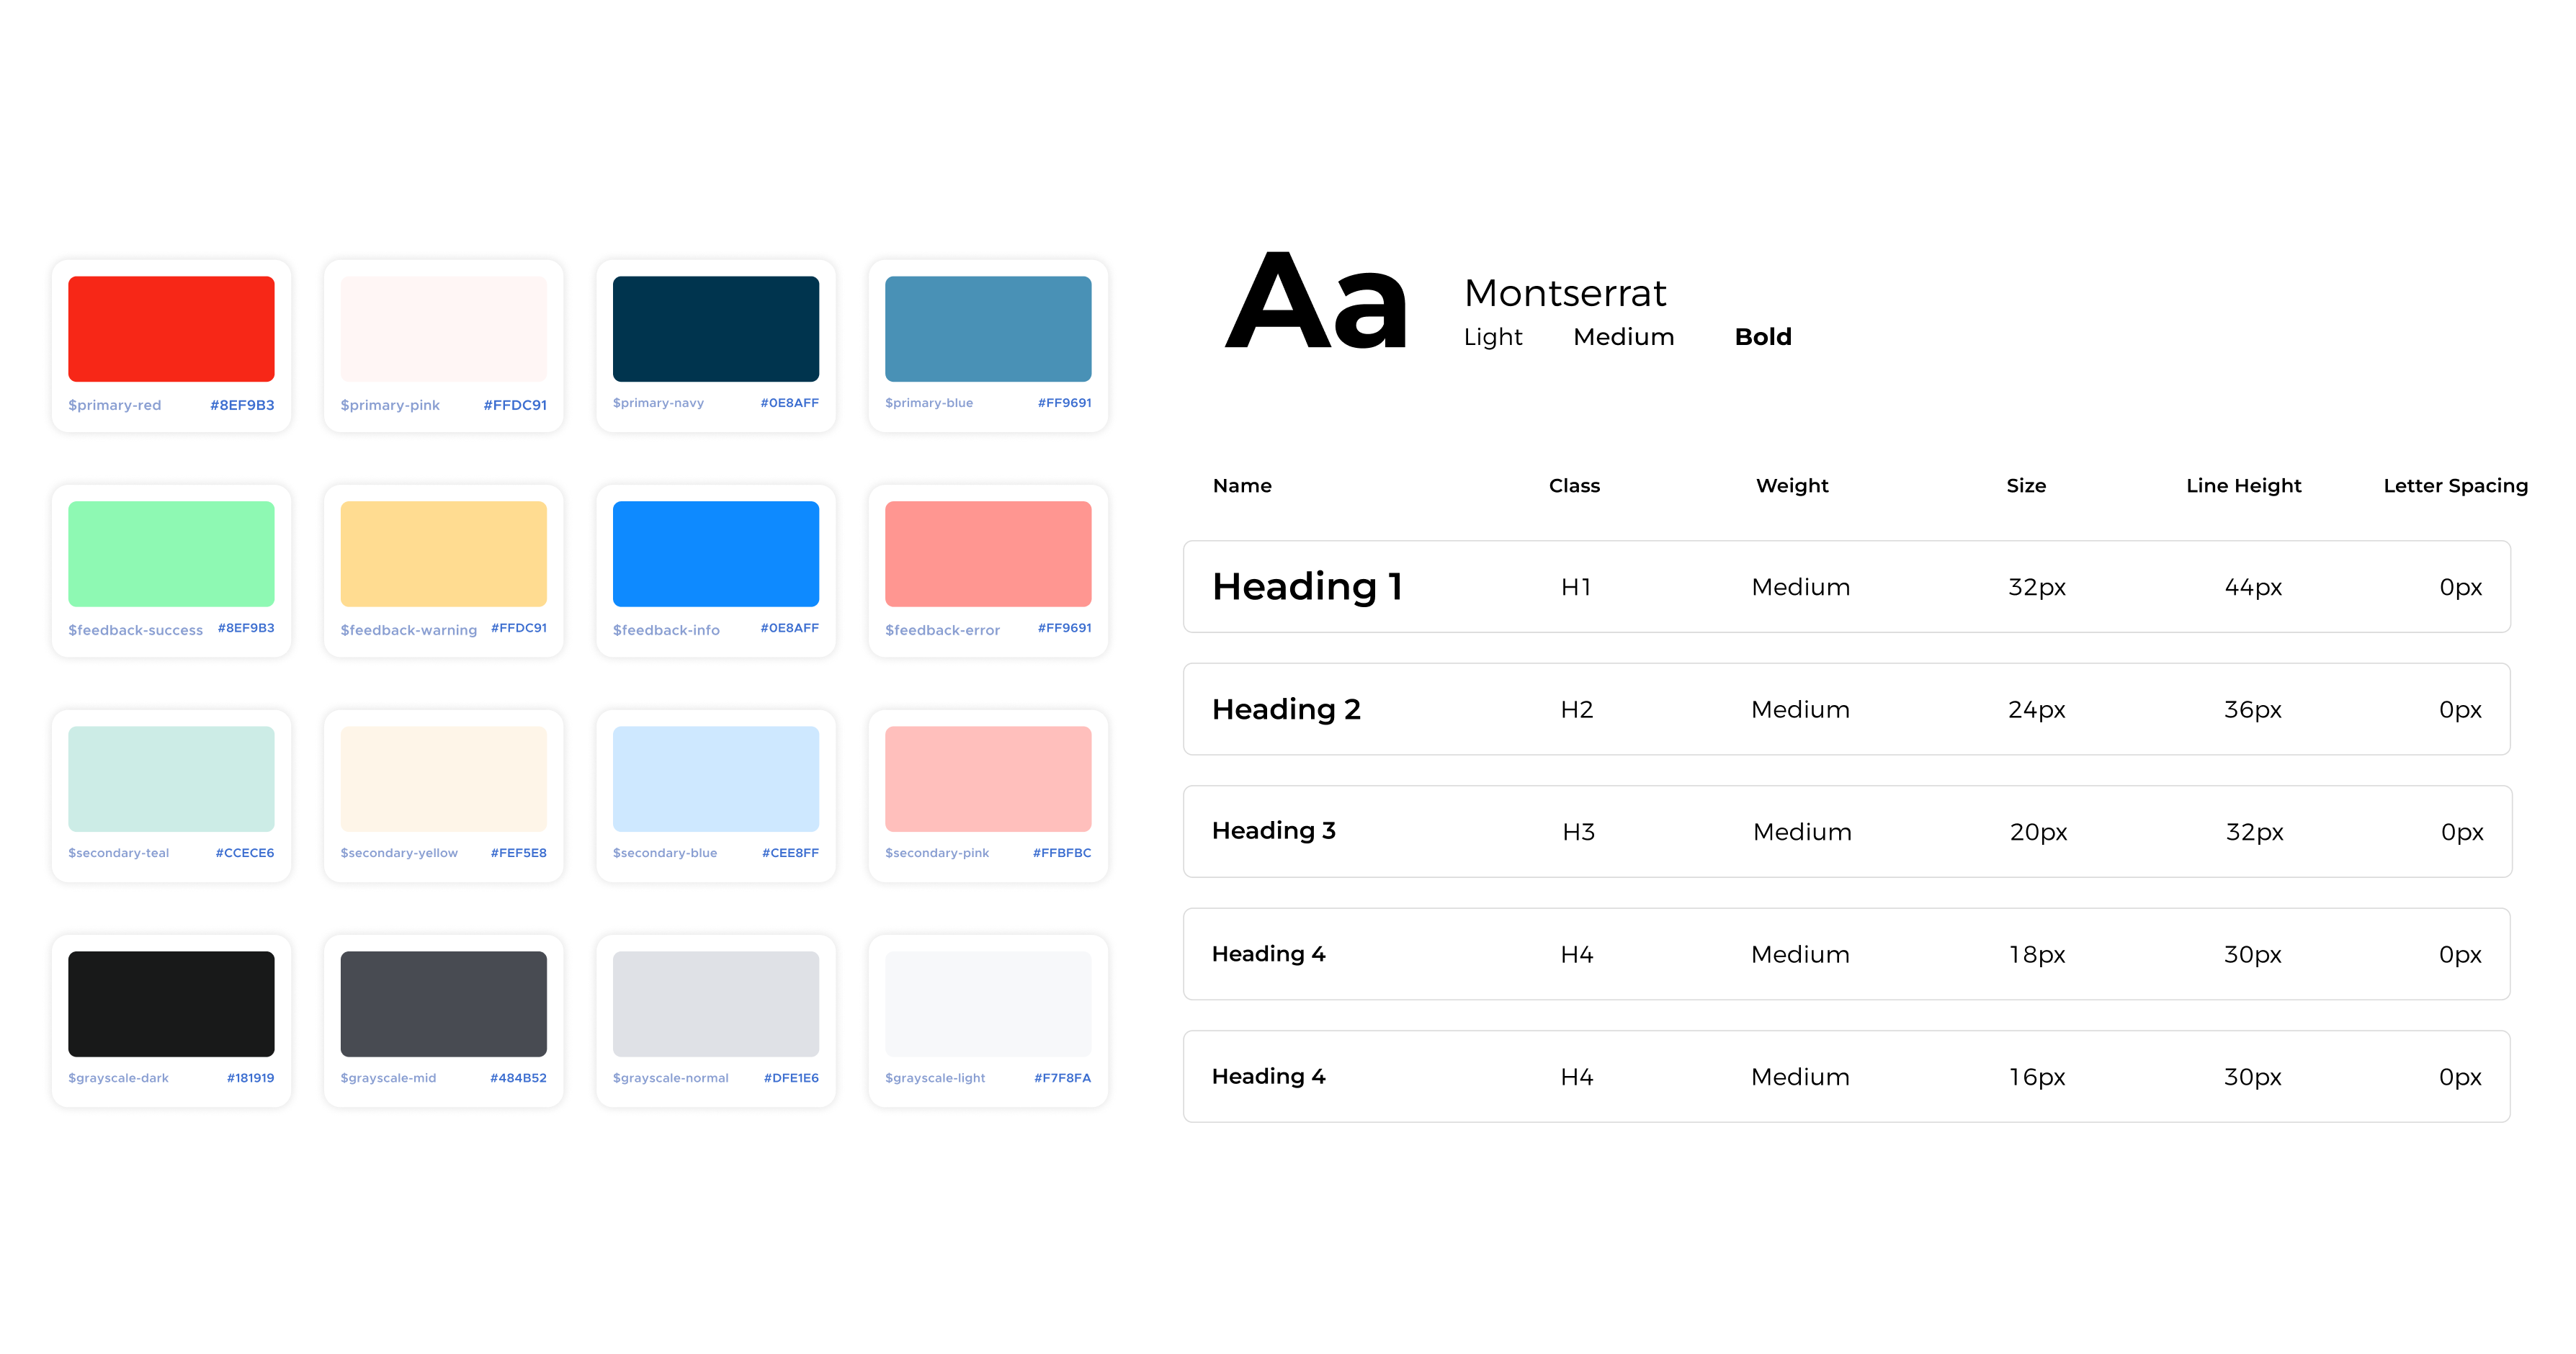 $primary-red #8EF9B3
$primary-pink #FFDC91
$primary-navy #0E8AFF
$primary-blue #FF9691
$feedback-success #8EF9B3
$feedback-warning #FFDC91
$feedback-info #0E8AFF
$feedback-error #FF9691
$secondary-teal #CCECE6
$secondary-yellow #FEF5E8
$secondary-blue #CEE8FF
$secondary-pink #FFBFBC
$grayscale-dark #181919
$grayscale-mid #484B52
$grayscale-normal #DFE1E6
$grayscale-light #F7F8FA
Aa
Montserrat
Light Medium Bold
Name Class Weight Size Line Height Letter Spacing
Heading 1 H1 Medium 32px 44px 0px
Heading 2 H2 Medium 24px 36px 0px
Heading 3 H3 Medium 20px 32px 0px
Heading 4 H4 Medium 18px 30px 0px
Heading 4 H4 Medium 16px 30px 0px